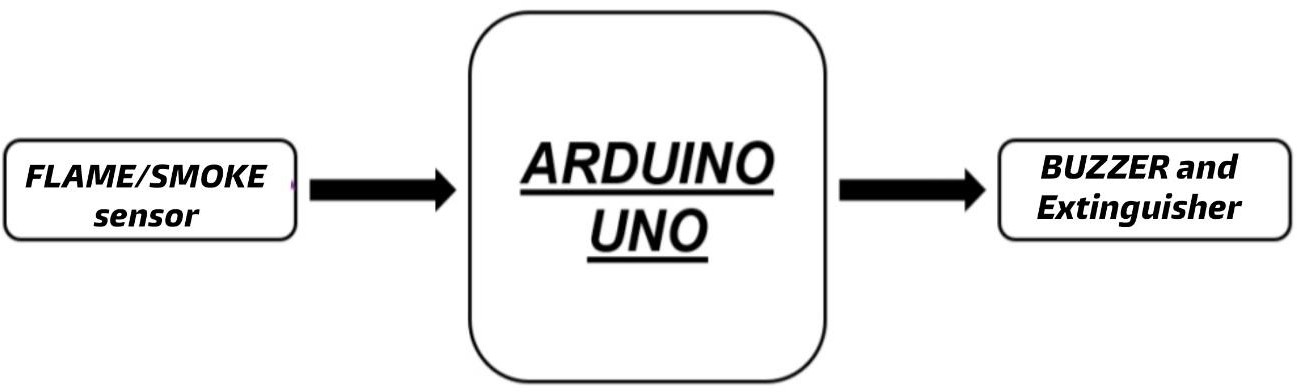 FLAME/SMOKE
sensor
ARDUINO
UNO
BUZZER and
Extinguisher